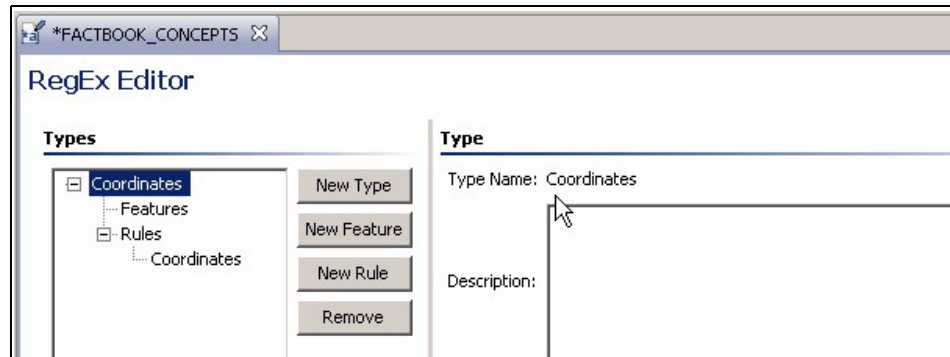 *FACTBOOK_CONCEPTS
RegEx Editor
Types
Coordinates
Features
Rules
Coordinates
New Type
New Feature
New Rule
Remove
Type
Type Name: Coordinates
Description: